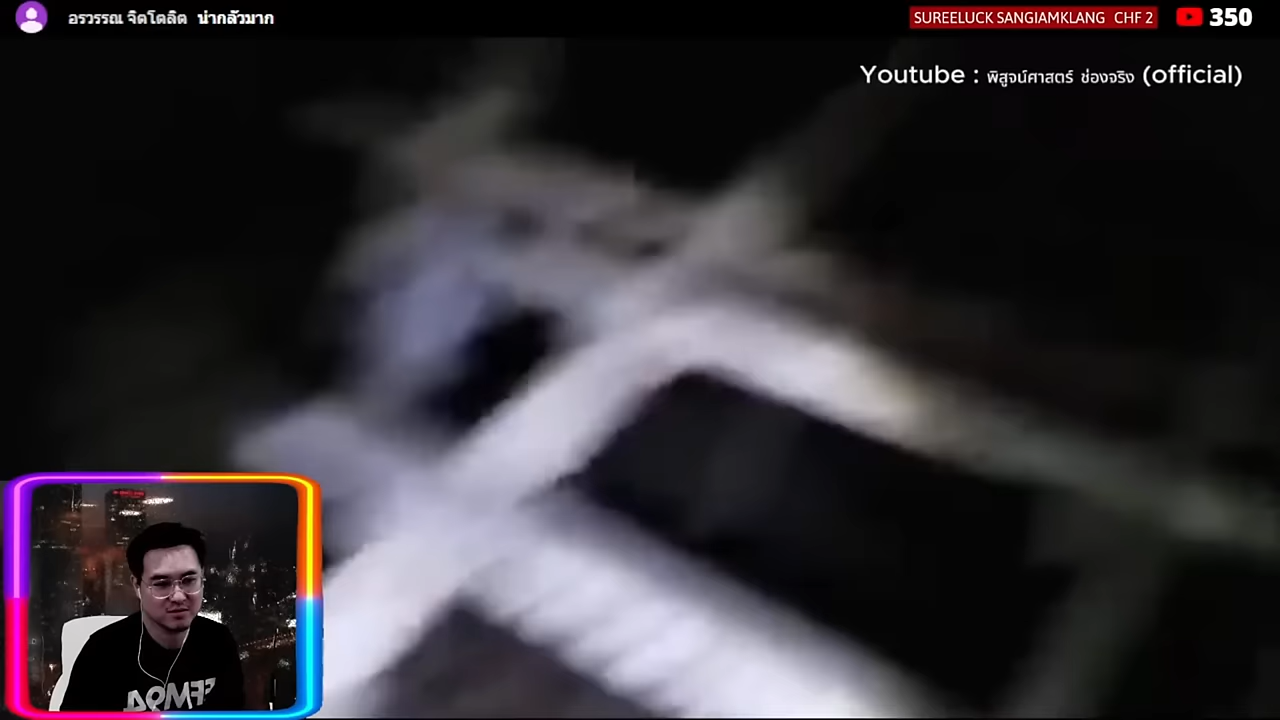 อรวรรณ จิตโตลิต น่ากลัวมาก
SUREELUCK SANGIAMKLANG CHF 2
350
Youtube : พิสูจน์ศาสตร์ ช่องจริง (official)